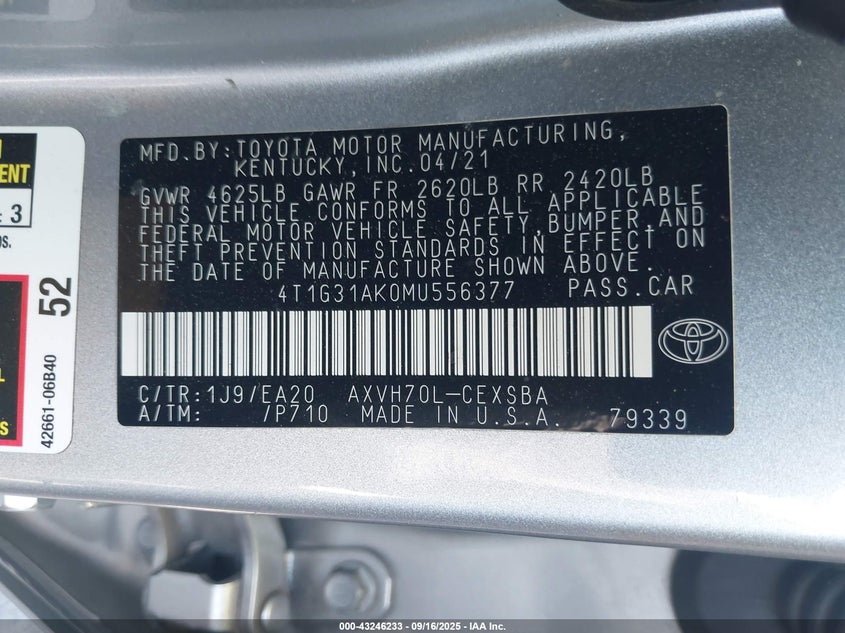 MENT
: 3
OS.
52
42661-06B40
L
S
MFD.BY:TOYOTA MOTOR MANUFACTURING,
KENTUCKY,INC.04/21
GVWR 4625LB GAWR FR 2620LB RR 2420LB
THIS VEHICLE CONFORMS TO ALL APPLICABLE
FEDERAL MOTOR VEHICLE SAFETY,BUMPER,AND
THEFT PREVENTION STANDARDS IN EFFECT ON
THE DATE OF MANUFACTURE SHOWN ABOVE.
4T1G31AK0MU556377 PASS.CAR
C/TR:1J9/EA20 AXVH70L-CEXSBA
A/TM: /P710 MADE IN U.S.A. 79339
000-43246233 - 09/16/2025 - IAA Inc.